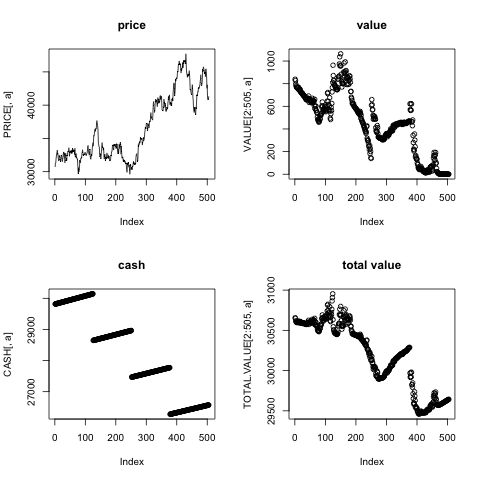 price
PRICE[, a]
40000
30000
0 100 200 300 400 500
Index
value
VALUE[2:505, a]
1000
600
200
0
0 100 200 300 400 500
Index
cash
CASH[, a]
29000
27000
0 100 200 300 400 500
Index
total value
TOTAL.VALUE[2:505, a]
31000
30500
30000
29500
0 100 200 300 400 500
Index